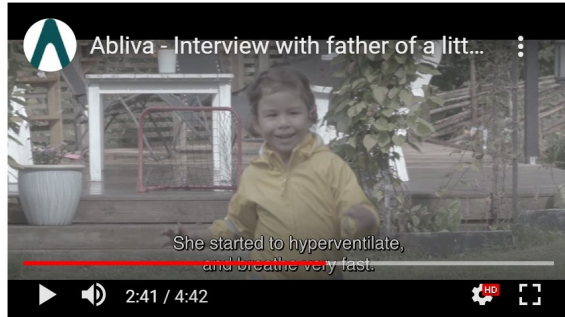 Abliva - Interview with father of a litt...
She started to hyperventilate,
and breathe very fast.
2:41 / 4:42
HD